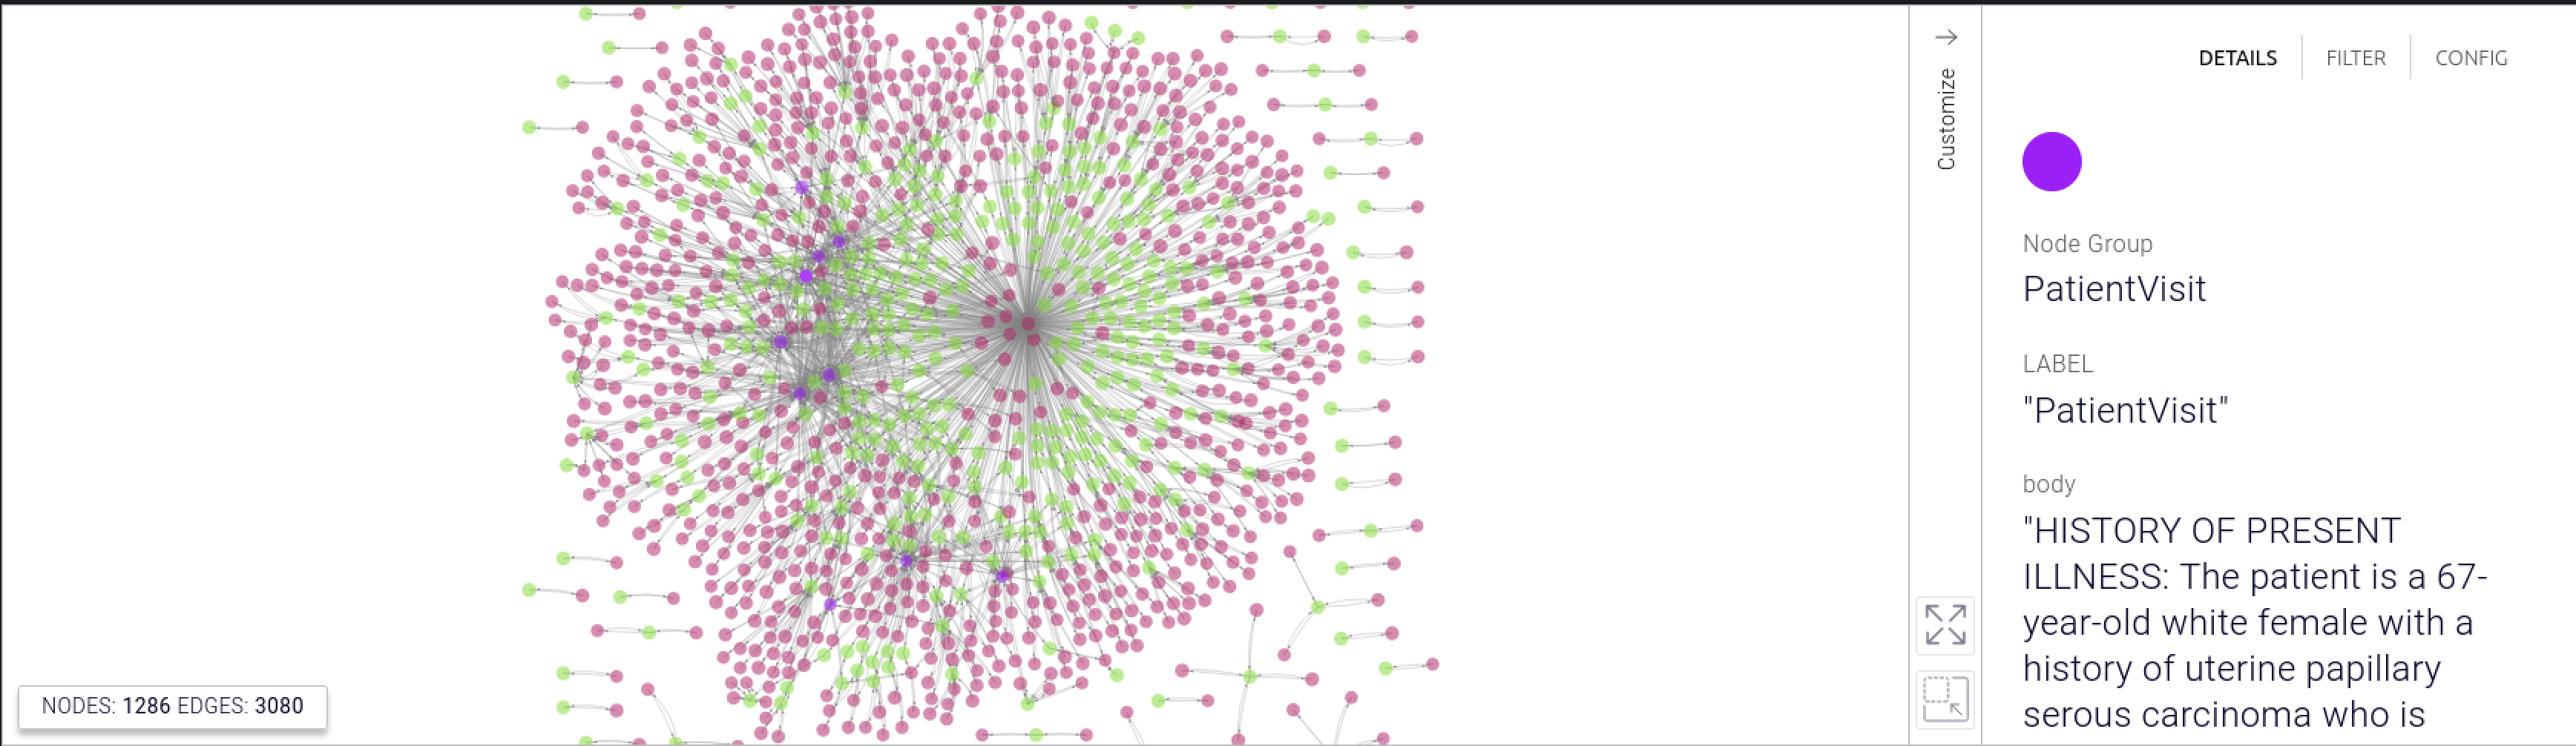 DETAILS
FILTER
CONFIG
Customize
Node Group
PatientVisit
LABEL
"PatientVisit"
body
"HISTORY OF PRESENT
ILLNESS: The patient is a 67-
year-old white female with a
history of uterine papillary
serous carcinoma who is
NODES: 1286 EDGES: 3080